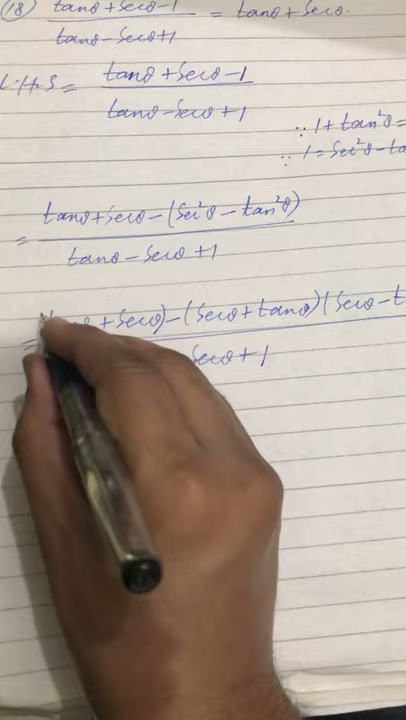 (18) tanθ + secθ - 1 / tanθ - secθ + 1 = tanθ + secθ.
L.H.S = tanθ + secθ - 1 / tanθ - secθ + 1
∵ 1 + tan²θ =
∵ 1 = sec²θ - ta
= tanθ + secθ - (sec²θ - tan²θ) / tanθ - secθ + 1
= θ + secθ) - (secθ + tanθ)(secθ - t / secθ + 1